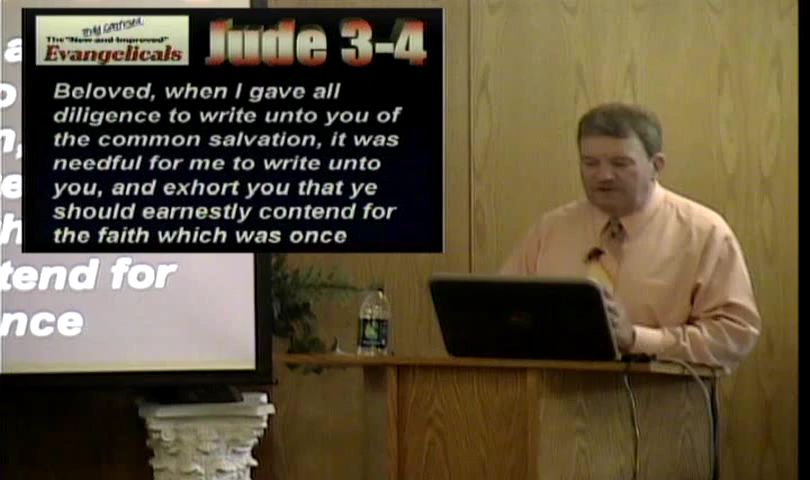 Confused
The "New-and-Improved"
Evangelicals
Jude 3-4
Beloved, when I gave all
diligence to write unto you of
the common salvation, it was
needful for me to write unto
you, and exhort you that ye
should earnestly contend for
the faith which was once
tend for
nce